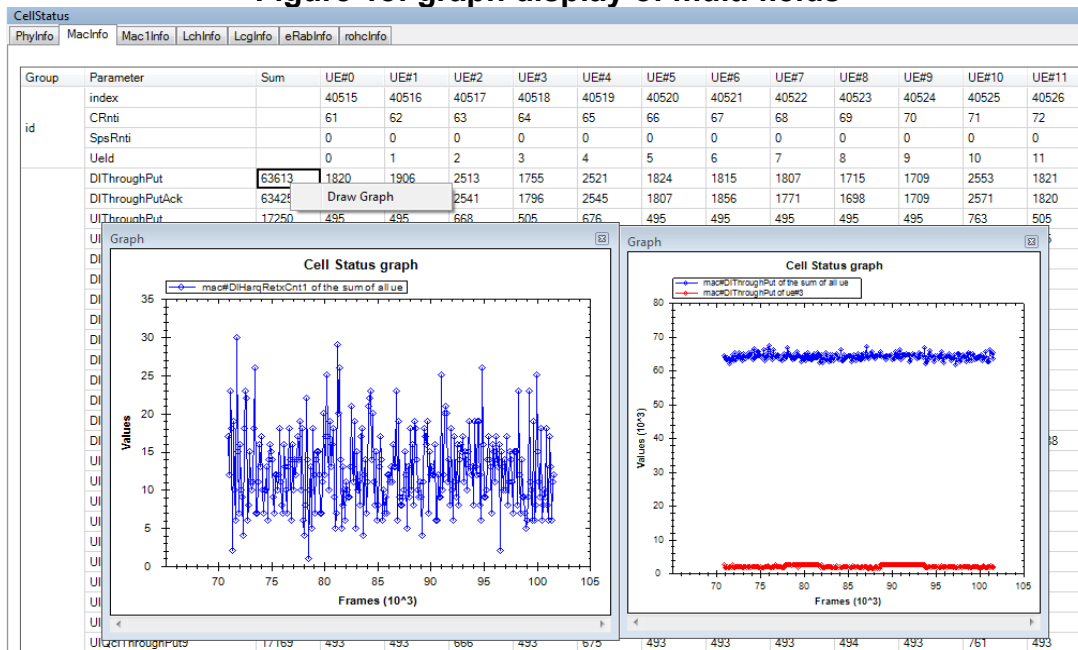 CellStatus
PhyInfo MacInfo Mac1Info LchInfo LcgInfo eRabInfo rohcInfo
Group Parameter Sum UE#0 UE#1 UE#2 UE#3 UE#4 UE#5 UE#6 UE#7 UE#8 UE#9 UE#10 UE#11
index 40515 40516 40517 40518 40519 40520 40521 40522 40523 40524 40525 40526
CRnti 61 62 63 64 65 66 67 68 69 70 71 72
id
SpsRnti 0 0 0 0 0 0 0 0 0 0 0 0
UeId 0 1 2 3 4 5 6 7 8 9 10 11
DlThroughPut 63613 1820 1906 2513 1755 2521 1824 1815 1807 1715 1709 2553 1821
DlThroughPutAck 63425 Draw Graph 2541 1796 2545 1807 1856 1771 1698 1709 2571 1820
UlThroughPut 17250 495 495 668 505 676 495 495 495 495 495 763 505
Graph
Cell Status graph
mac#DlHarqRetxCnt1 of the sum of all ue
35
30
25
20
15
10
5
0
Values
70 75 80 85 90 95 100 105
Frames (10^3)
Graph
Cell Status graph
mac#DlThroughPut of the sum of all ue
mac#DlThroughPut of ue#3
80
70
60
50
40
30
20
10
0
Values (10^3)
70 75 80 85 90 95 100 105
Frames (10^3)
UlQciThroughPut9 17169 493 493 666 493 675 493 493 493 494 493 761 493